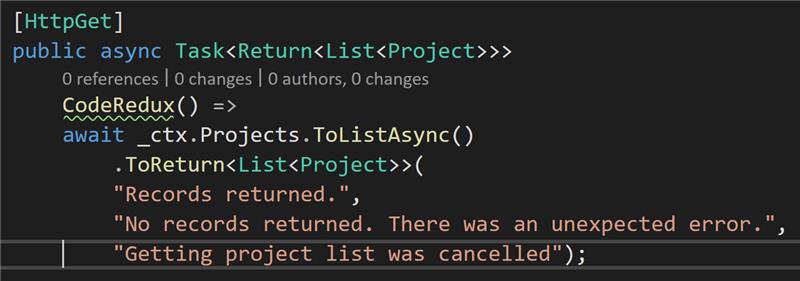 [HttpGet]
public async Task<Return<List<Project>>>
0 references | 0 changes | 0 authors, 0 changes
CodeRedux() =>
await _ctx.Projects.ToListAsync()
.ToReturn<List<Project>>(
"Records returned.",
"No records returned. There was an unexpected error.",
"Getting project list was cancelled");